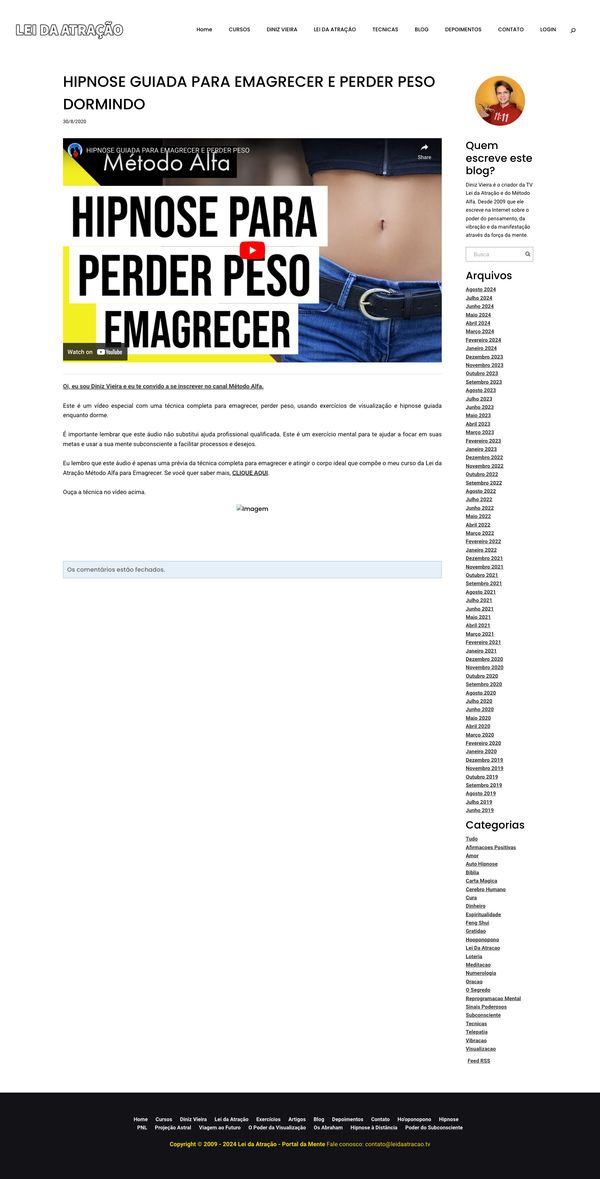 LEI DA ATRAÇÃO
Home CURSOS DINIZ VIEIRA LEI DA ATRAÇÃO TECNICAS BLOG DEPOIMENTOS CONTATO LOGIN
HIPNOSE GUIADA PARA EMAGRECER E PERDER PESO
DORMINDO
30/8/2020
HIPNOSE GUIADA PARA EMAGRECER E PERDER PESO
Share
Método Alfa
HIPNOSE PARA
PERDER PESO
EMAGRECER
Watch on YouTube
Oi, eu sou Diniz Vieira e eu te convido a se inscrever no canal Método Alfa.
Este é um vídeo especial com uma técnica completa para emagrecer, perder peso, usando exercícios de visualização e hipnose guiada
enquanto dorme.
É importante lembrar que este áudio não substitui ajuda profissional qualificada. Este é um exercício mental para te ajudar a focar em suas
metas e usar a sua mente subconsciente a facilitar processos e desejos.
Eu lembro que este áudio é apenas uma prévia da técnica completa para emagrecer e atingir o corpo ideal que compõe o meu curso da Lei da
Atração Método Alfa para Emagrecer. Se você quer saber mais, CLIQUE AQUI.
Ouça a técnica no vídeo acima.
Imagem
Os comentários estão fechados.
11:11
Quem
escreve este
blog?
Diniz Vieira é o criador da TV
Lei da Atração e do Método
Alfa. Desde 2009 que ele
escreve na Internet sobre o
poder do pensamento, da
vibração e da manifestação
através da força da mente.
Busca
Arquivos
Agosto 2024
Julho 2024
Junho 2024
Maio 2024
Abril 2024
Março 2024
Fevereiro 2024
Janeiro 2024
Dezembro 2023
Novembro 2023
Outubro 2023
Setembro 2023
Agosto 2023
Julho 2023
Junho 2023
Maio 2023
Abril 2023
Março 2023
Fevereiro 2023
Janeiro 2023
Dezembro 2022
Novembro 2022
Outubro 2022
Setembro 2022
Agosto 2022
Julho 2022
Junho 2022
Maio 2022
Abril 2022
Março 2022
Fevereiro 2022
Janeiro 2022
Dezembro 2021
Novembro 2021
Outubro 2021
Setembro 2021
Agosto 2021
Julho 2021
Junho 2021
Maio 2021
Abril 2021
Março 2021
Fevereiro 2021
Janeiro 2021
Dezembro 2020
Novembro 2020
Outubro 2020
Setembro 2020
Agosto 2020
Julho 2020
Junho 2020
Maio 2020
Abril 2020
Março 2020
Fevereiro 2020
Janeiro 2020
Dezembro 2019
Novembro 2019
Outubro 2019
Setembro 2019
Agosto 2019
Julho 2019
Junho 2019
Categorias
Tudo
Afirmacoes Positivas
Amor
Auto Hipnose
Biblia
Carta Magica
Cerebro Humano
Cura
Dinheiro
Espiritualidade
Feng Shui
Gratidao
Hooponopono
Lei Da Atracao
Loteria
Meditacao
Numerologia
Oracao
O Segredo
Reprogramacao Mental
Sinais Poderosos
Subconsciente
Tecnicas
Telepatia
Vibracao
Visualizacao
Feed RSS
Home Cursos Diniz Vieira Lei da Atração Exercícios Artigos Blog Depoimentos Contato Ho'oponopono Hipnose
PNL Projeção Astral Viagem ao Futuro O Poder da Visualização Os Abraham Hipnose à Distância Poder do Subconsciente
Copyright © 2009 - 2024 Lei da Atração - Portal da Mente Fale conosco: contato@leidaatracao.tv